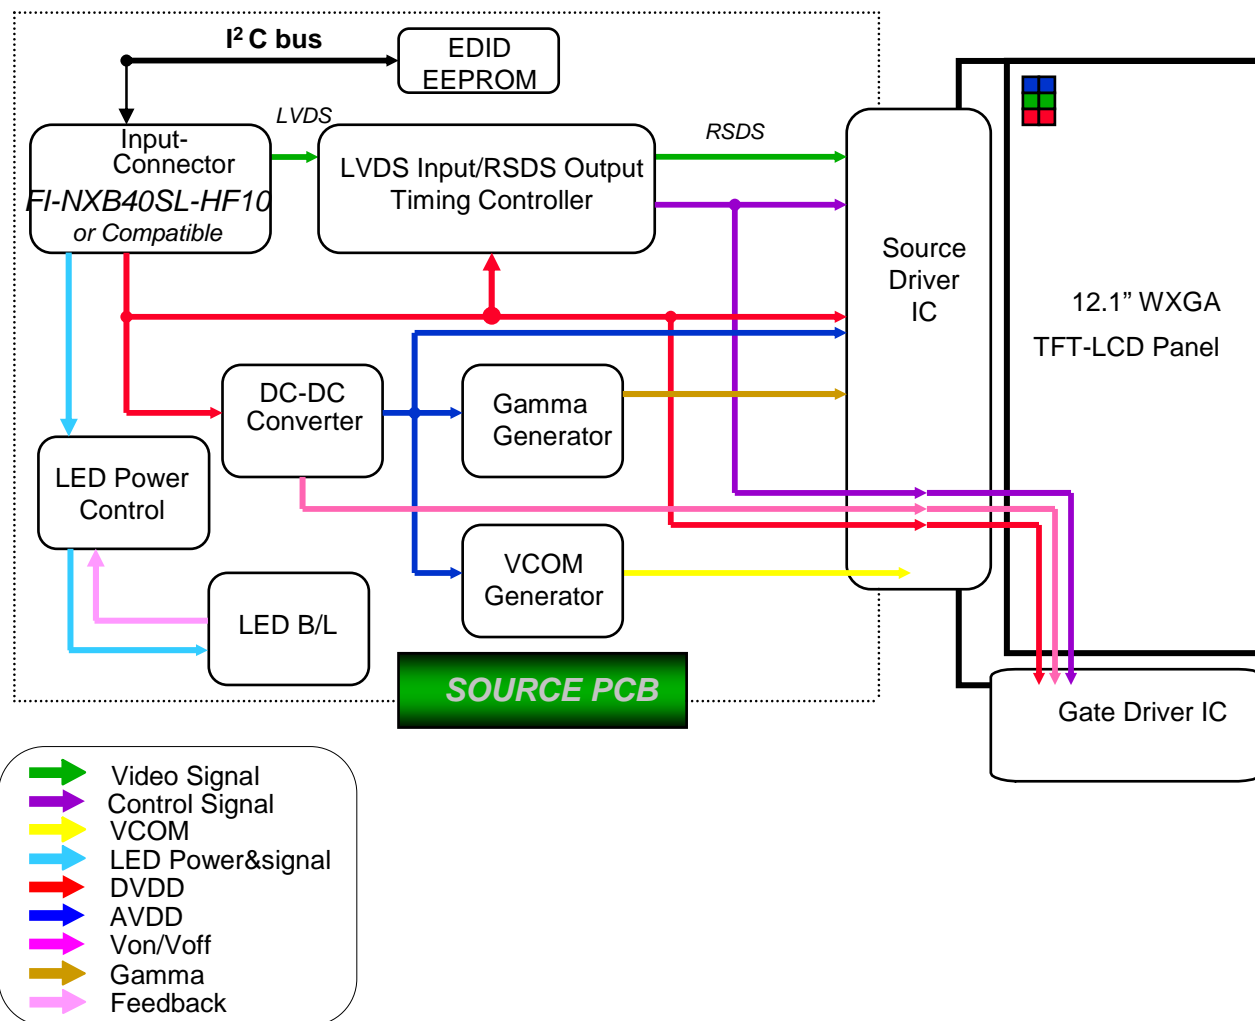 I² C bus
EDID
EEPROM
LVDS
RSDS
Input-
Connector
FI-NXB40SL-HF10
or Compatible
LVDS Input/RSDS Output
Timing Controller
Source
Driver
IC
12.1” WXGA
TFT-LCD Panel
DC-DC
Converter
Gamma
Generator
LED Power
Control
VCOM
Generator
LED B/L
SOURCE PCB
Gate Driver IC
Video Signal
Control Signal
VCOM
LED Power&signal
DVDD
AVDD
Von/Voff
Gamma
Feedback